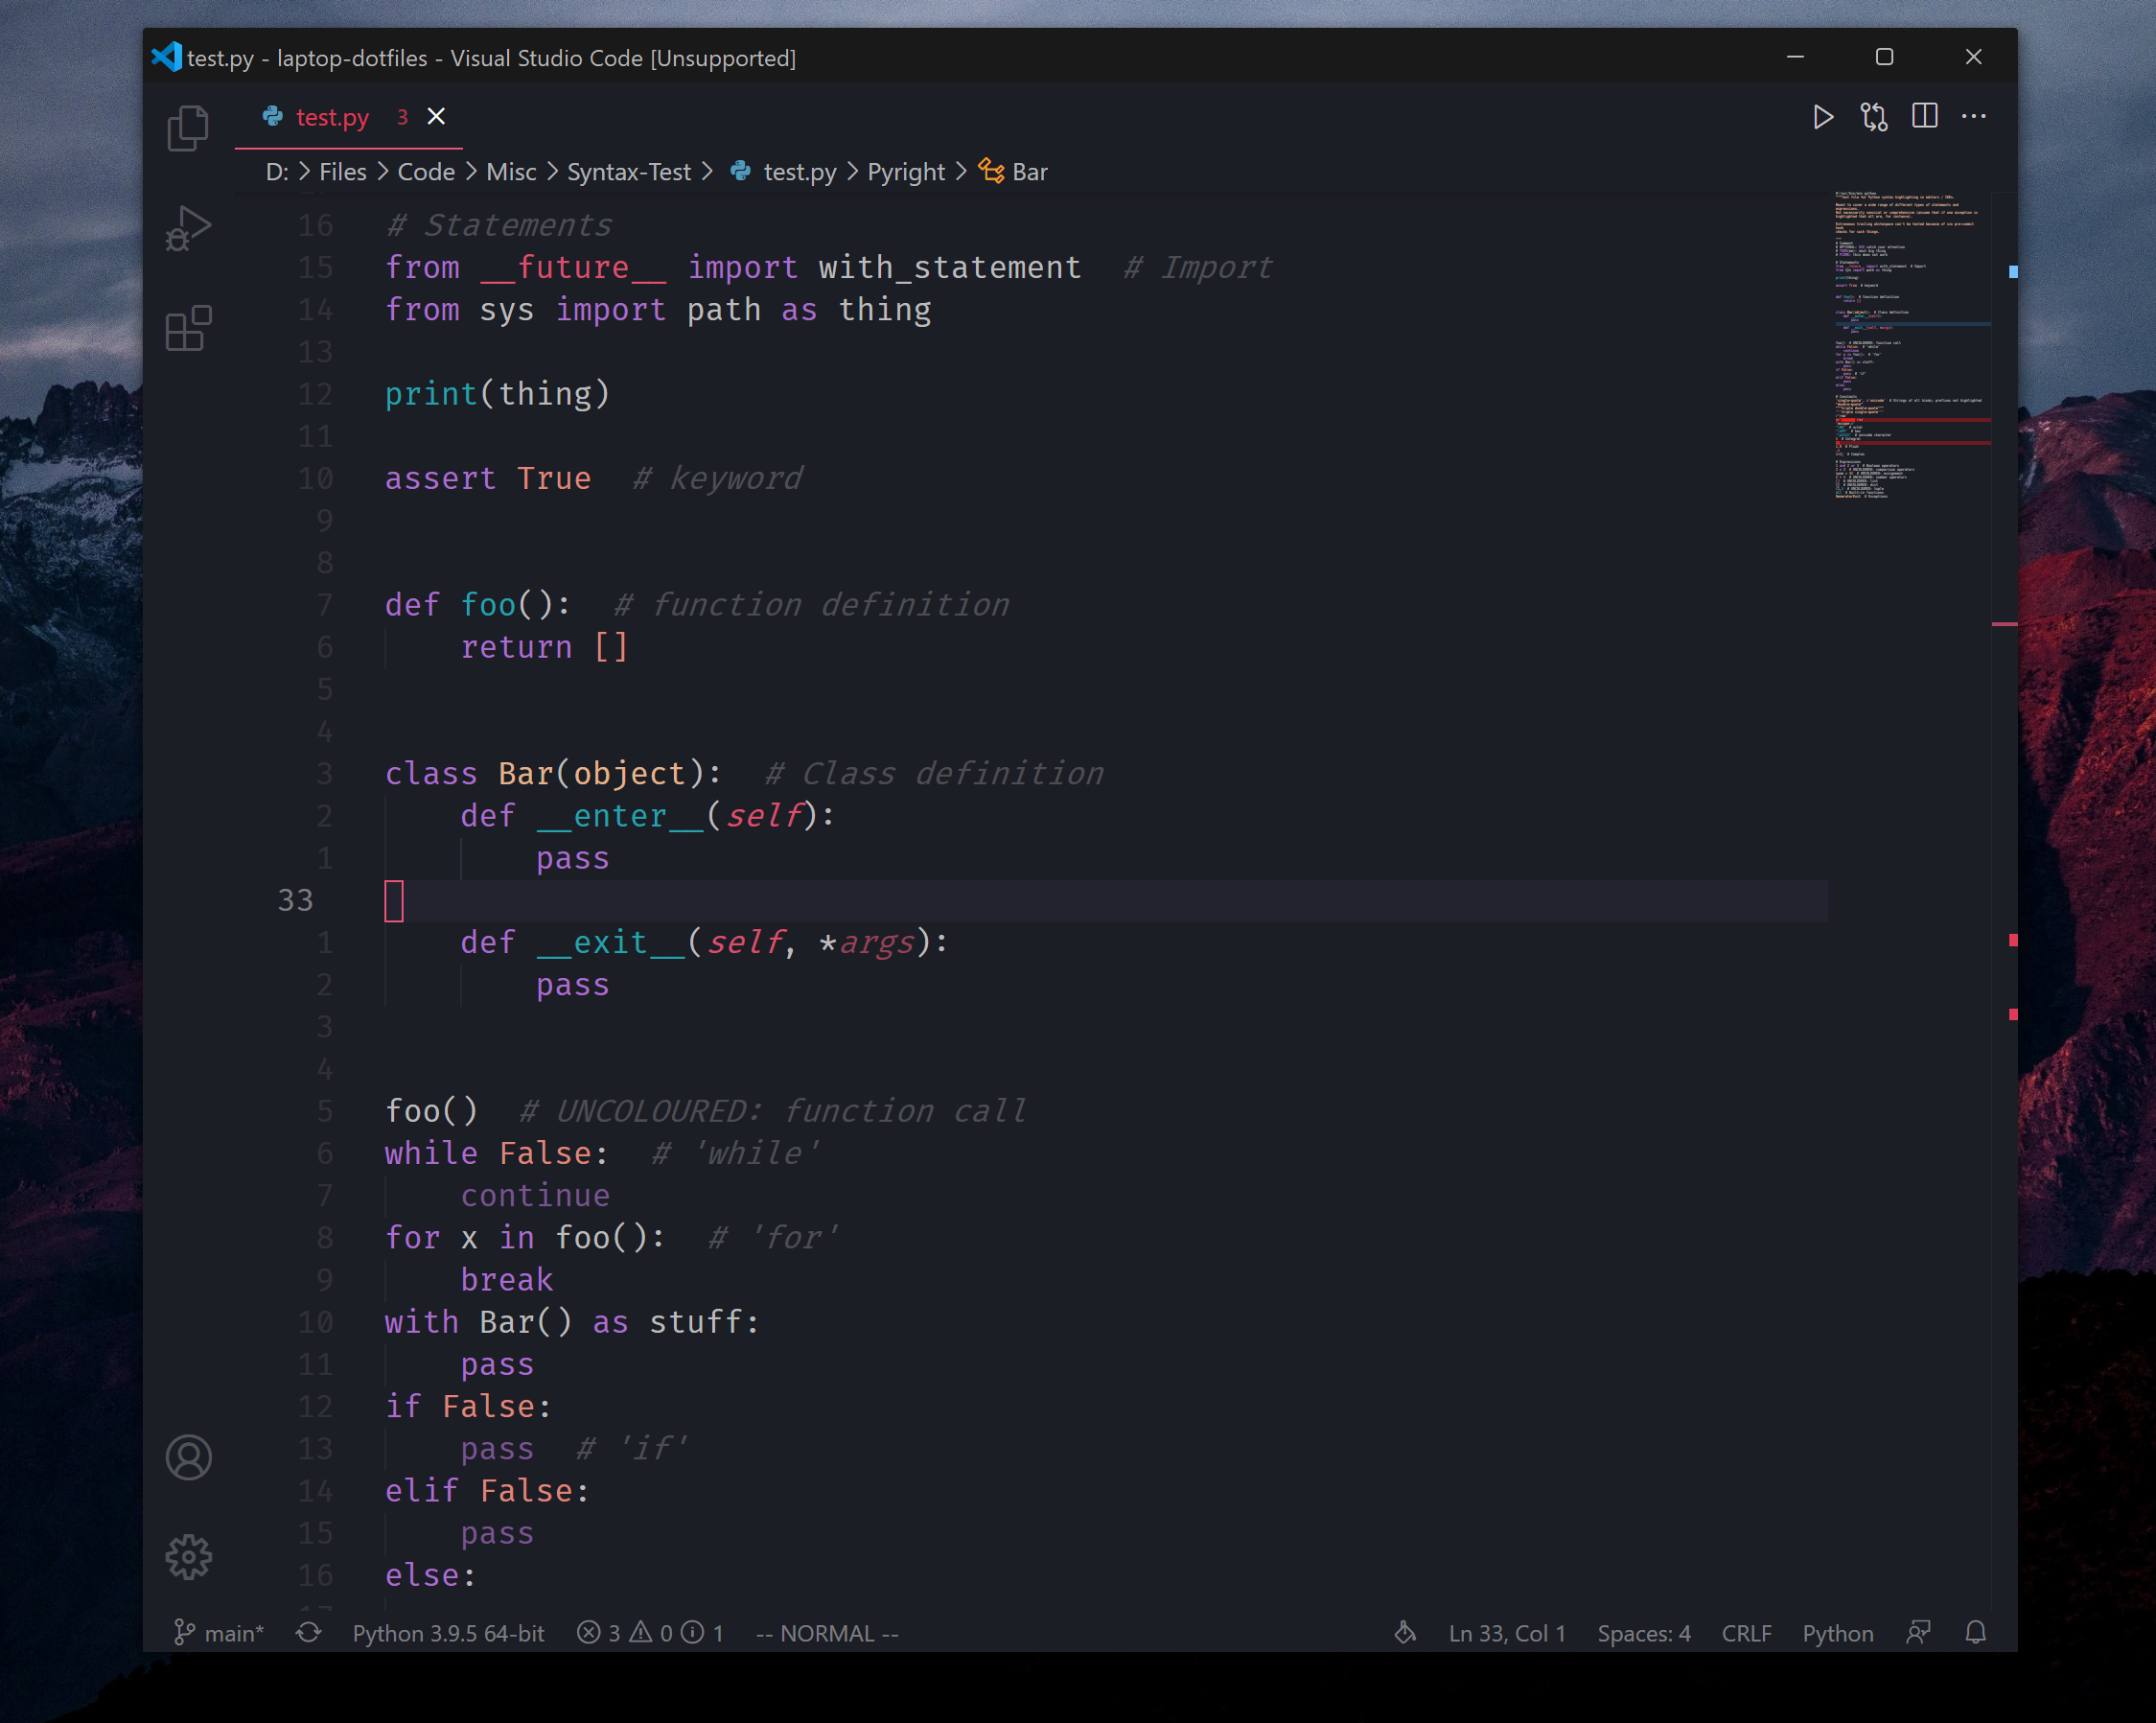 test.py - laptop-dotfiles - Visual Studio Code [Unsupported]
test.py 3
D: > Files > Code > Misc > Syntax-Test > test.py > Pyright > Bar
16 # Statements
15 from __future__ import with_statement  # Import
14 from sys import path as thing
13
12 print(thing)
11
10 assert True  # keyword
9
8
7 def foo():  # function definition
6     return []
5
4
3 class Bar(object):  # Class definition
2     def __enter__(self):
1         pass
33
1     def __exit__(self, *args):
2         pass
3
4
5 foo()  # UNCOLOURED: function call
6 while False:  # 'while'
7     continue
8 for x in foo():  # 'for'
9     break
10 with Bar() as stuff:
11     pass
12 if False:
13     pass  # 'if'
14 elif False:
15     pass
16 else:
main* Python 3.9.5 64-bit 3 0 1 -- NORMAL -- Ln 33, Col 1 Spaces: 4 CRLF Python